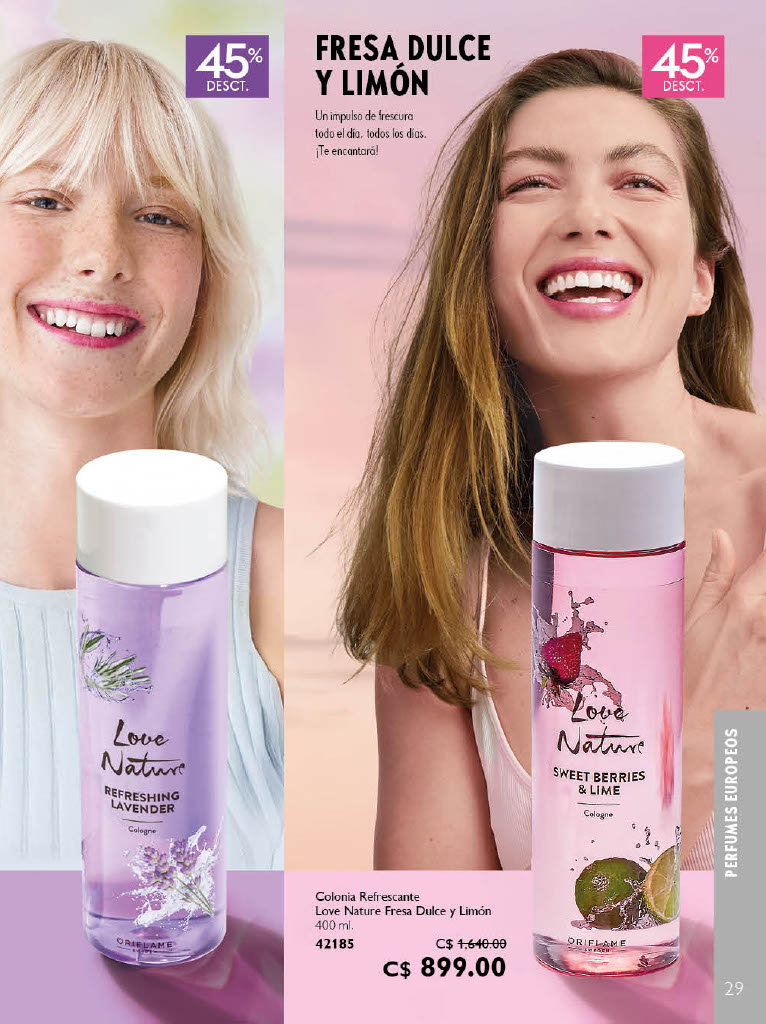 45%
DESCT.
FRESA DULCE
Y LIMÓN
Un impulso de frescura
todo el día, todos los días.
¡Te encantará!
45%
DESCT.
Love
Nature
REFRESHING
LAVENDER
Cologne
ORIFLAME
SWEDEN
Love
Nature
SWEET BERRIES
& LIME
Cologne
ORIFLAME
SWEDEN
Colonia Refrescante
Love Nature Fresa Dulce y Limón
400 ml.
42185 C$ 1,640.00
C$ 899.00
PERFUMES EUROPEOS
29